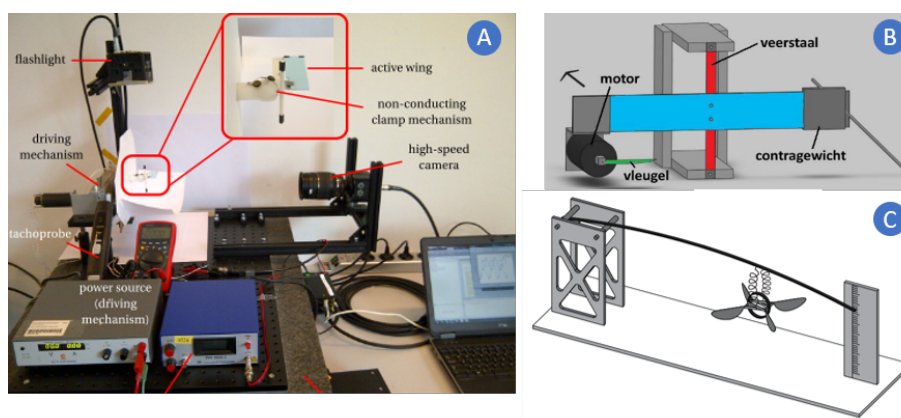 A
flashlight
active wing
non-conducting
clamp mechanism
driving
mechanism
high-speed
camera
tachoprobe
power source
(driving
mechanism)
B
veerstaal
motor
vleugel
contragewicht
C